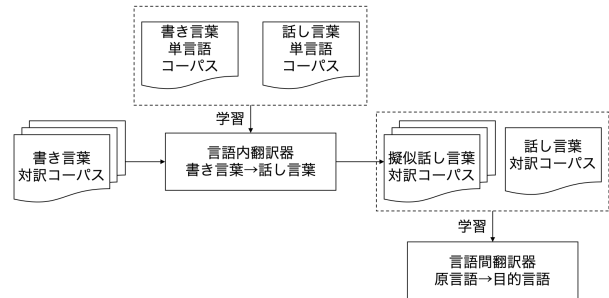 書き言葉
単言語
コーパス
話し言葉
単言語
コーパス
学習
書き言葉
対訳コーパス
言語内翻訳器
書き言葉→話し言葉
擬似話し言葉
対訳コーパス
話し言葉
対訳コーパス
学習
言語間翻訳器
原言語→目的言語